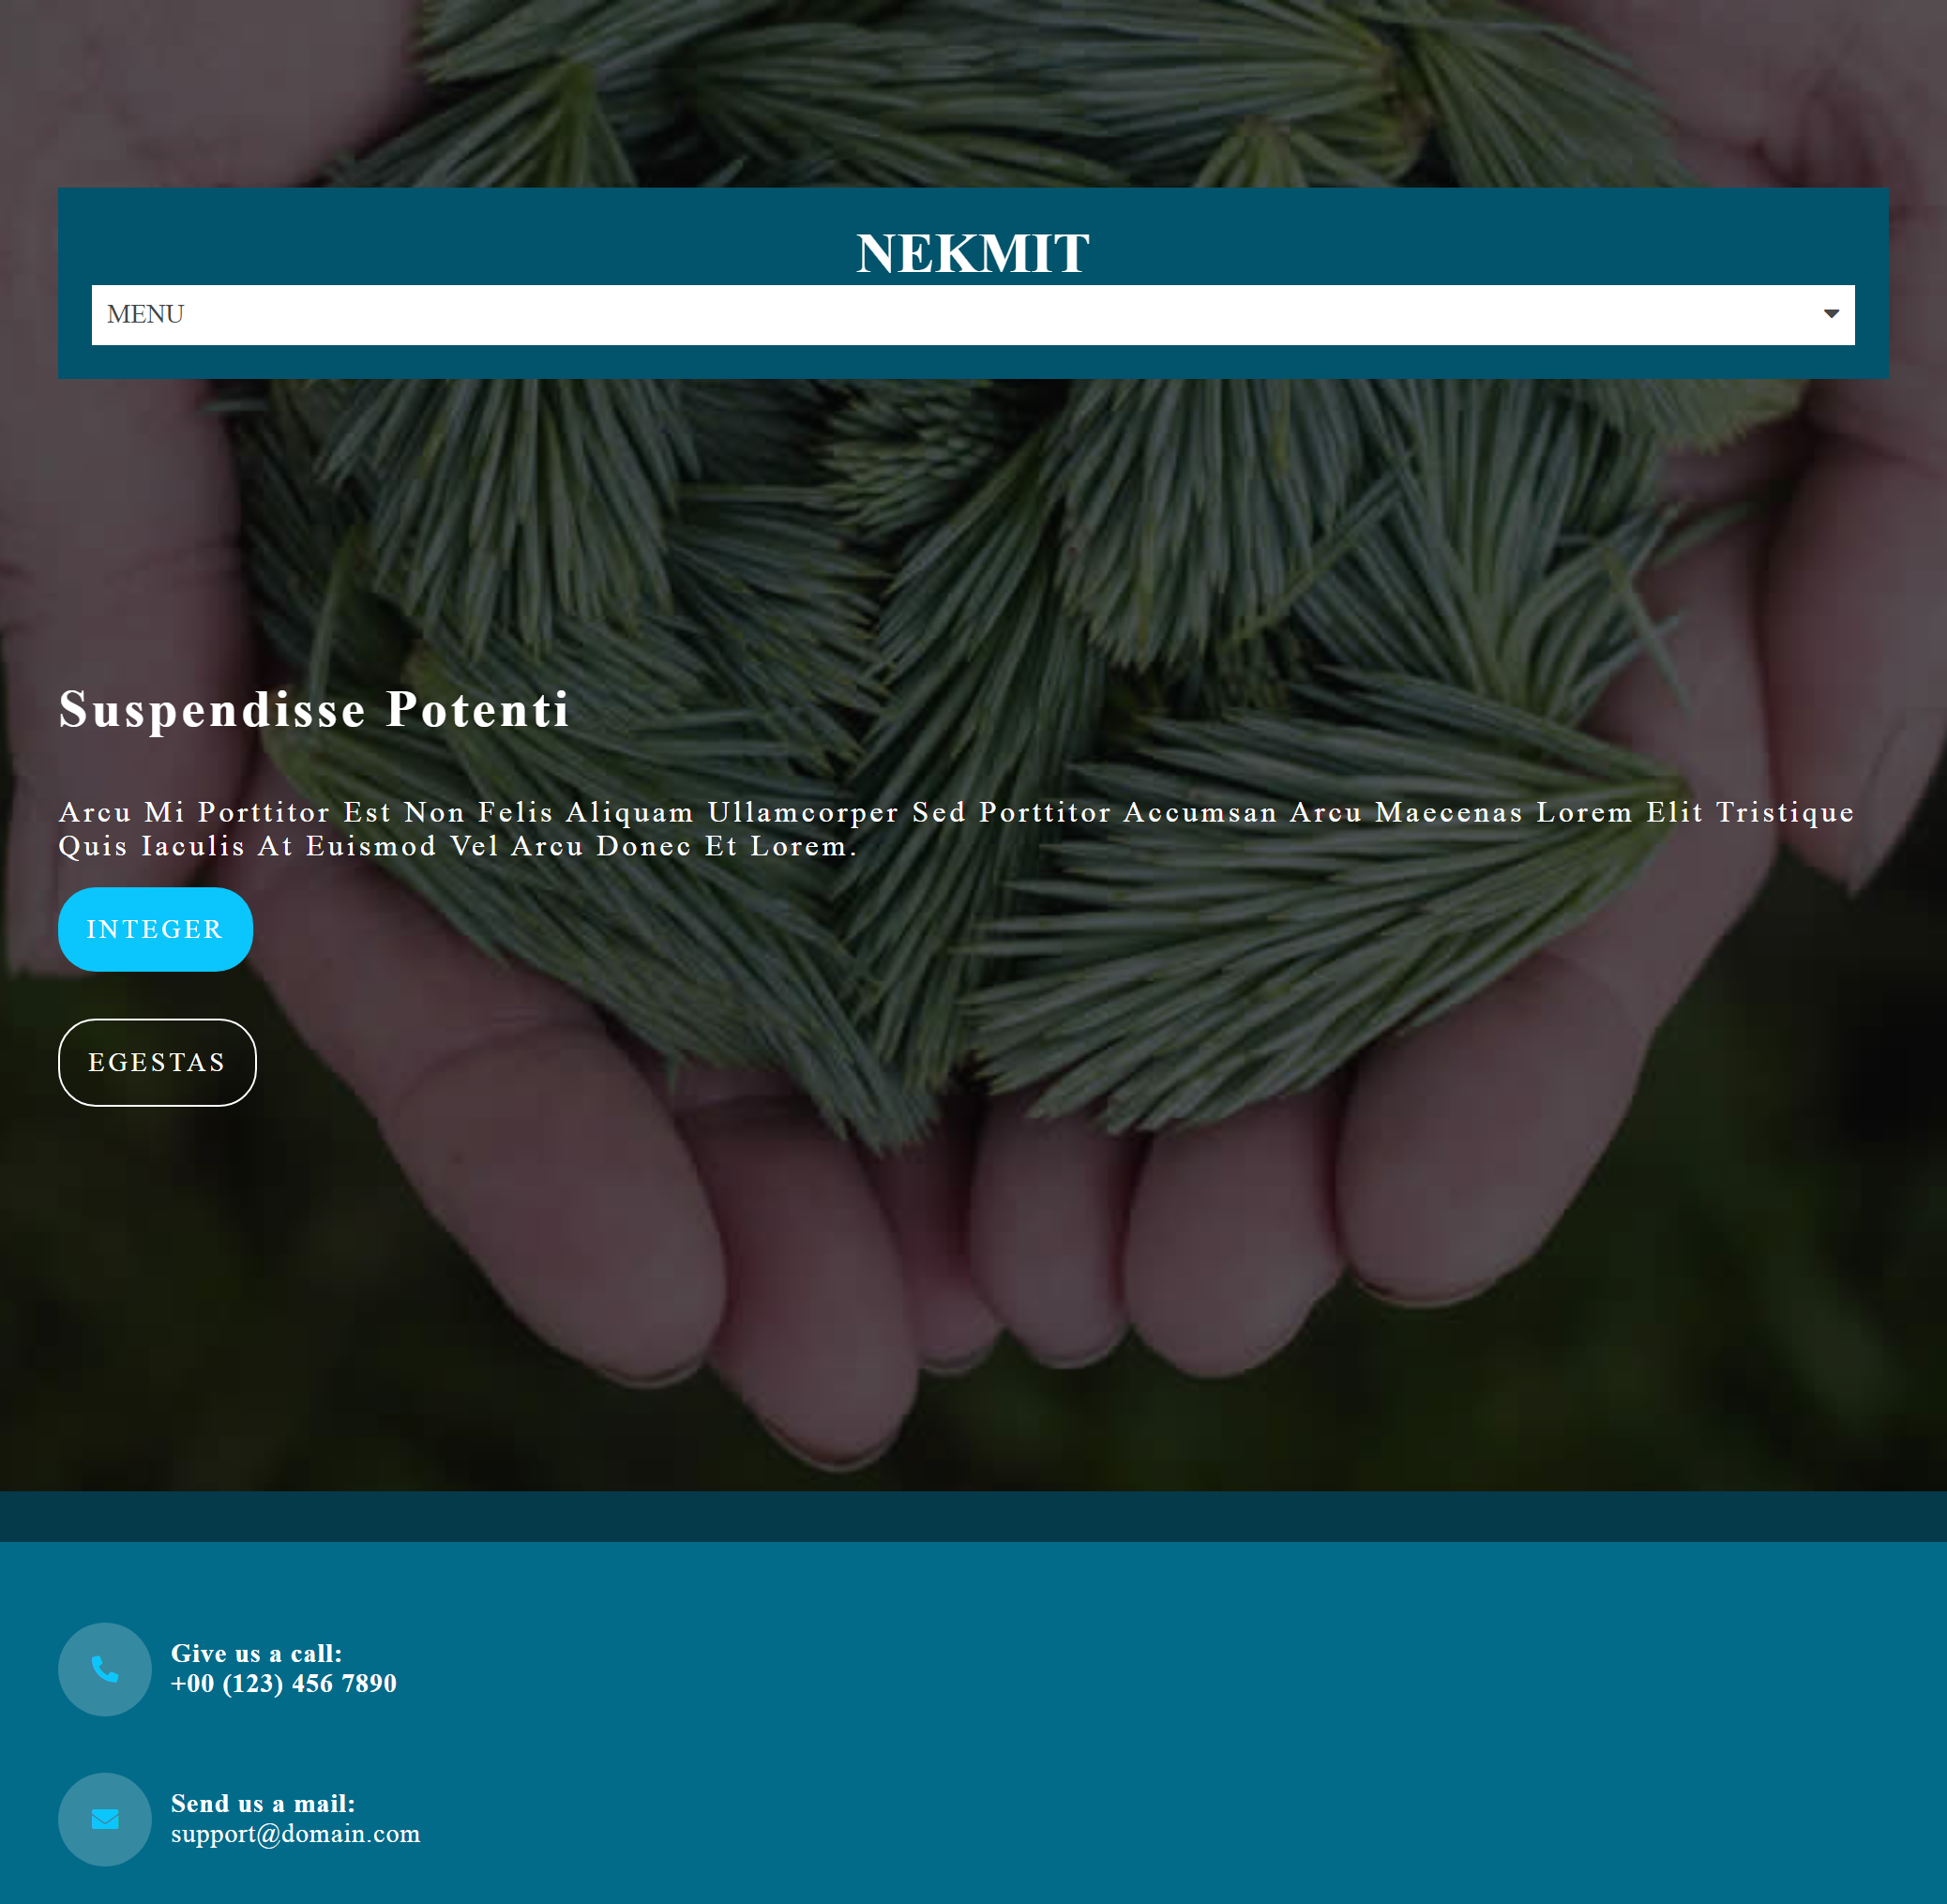 NEKMIT
MENU
Suspendisse Potenti
Arcu Mi Porttitor Est Non Felis Aliquam Ullamcorper Sed Porttitor Accumsan Arcu Maecenas Lorem Elit Tristique
Quis Iaculis At Euismod Vel Arcu Donec Et Lorem.
INTEGER
EGESTAS
Give us a call:
+00 (123) 456 7890
Send us a mail:
support@domain.com